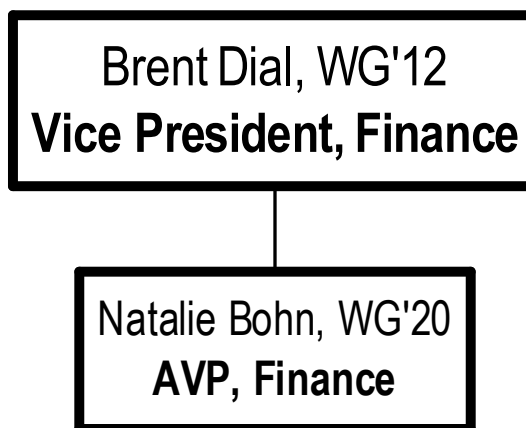 Brent Dial, WG'12
Vice President, Finance
Natalie Bohn, WG'20
AVP, Finance